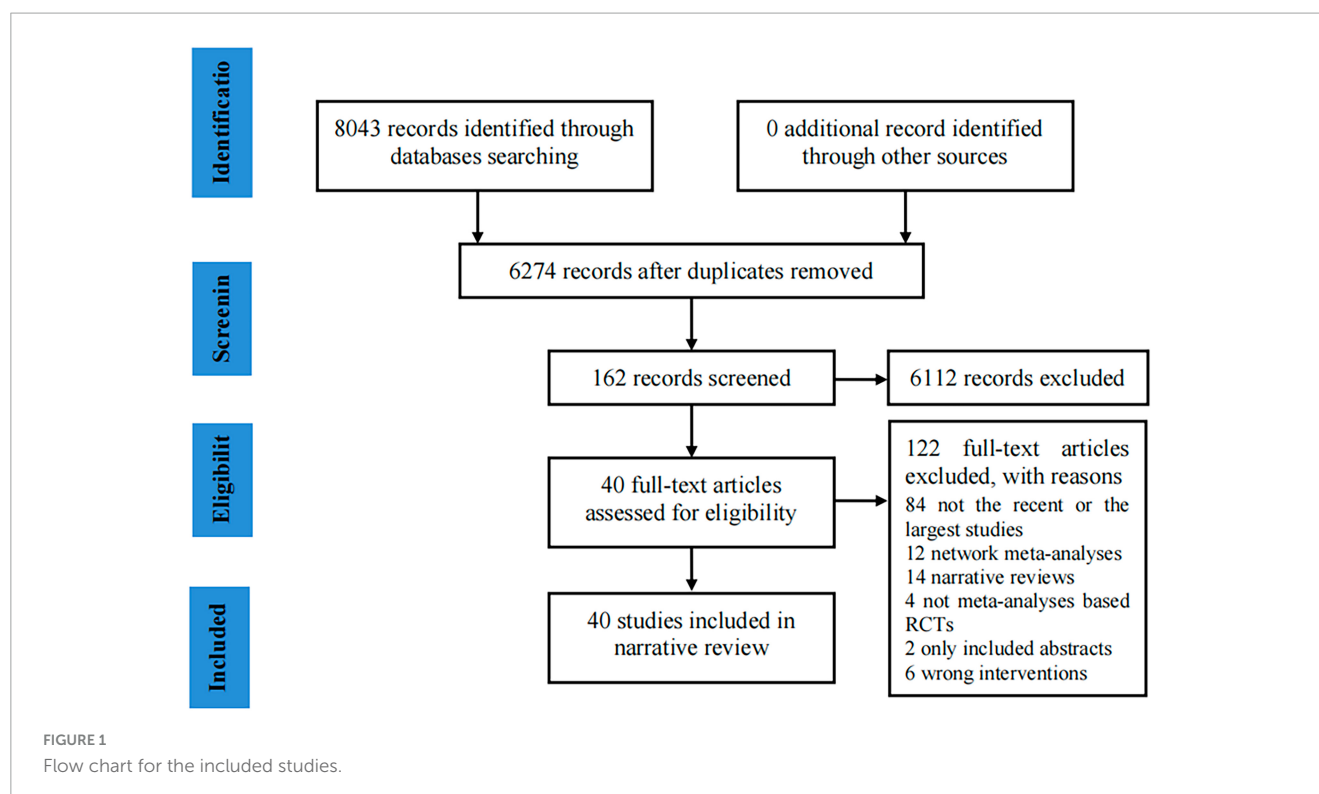 Identificatio
8043 records identified through
databases searching
0 additional record identified
through other sources
6274 records after duplicates removed
Screenin
162 records screened
6112 records excluded
Eligibilit
40 full-text articles
assessed for eligibility
122 full-text articles
excluded, with reasons
84 not the recent or the
largest studies
12 network meta-analyses
14 narrative reviews
4 not meta-analyses based
RCTs
2 only included abstracts
6 wrong interventions
Included
40 studies included in
narrative review
FIGURE 1
Flow chart for the included studies.